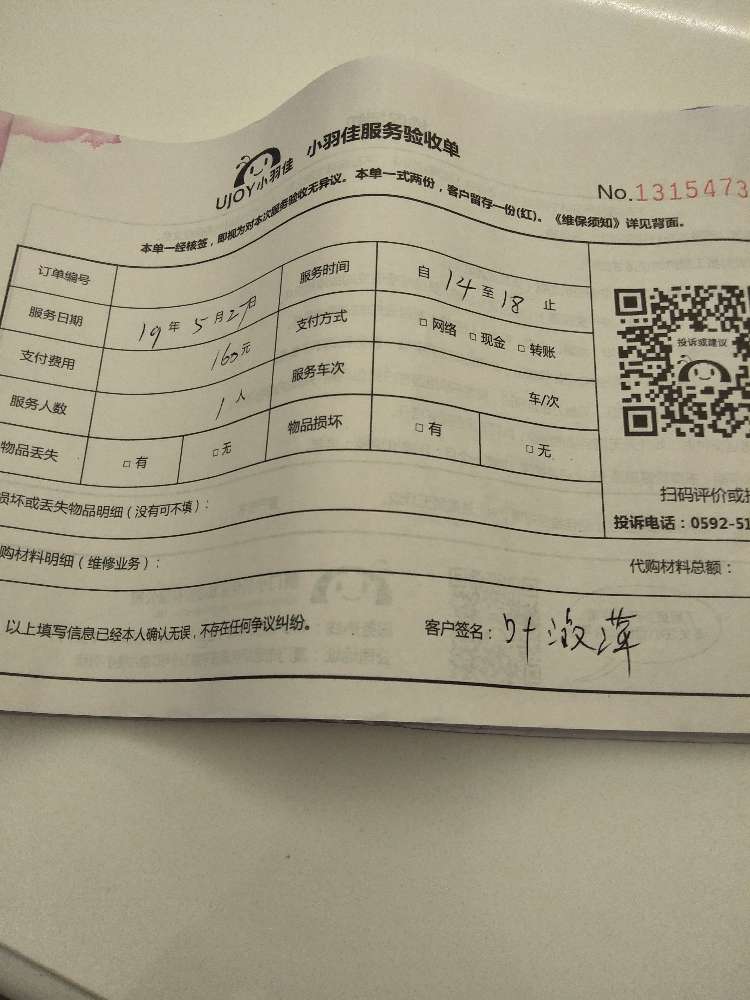 UJOY小羽佳 小羽佳服务验收单
No.1315473
本单一经核签，即视为对本次服务验收无异议。本单一式两份，客户留存一份(红)。《维保须知》详见背面。
订单编号 服务时间 自 14 至 18 止
服务日期 19 年 5 月 27 日 支付方式 □ 网络 □ 现金 □ 转账
支付费用 160 元 服务车次 车/次
服务人数 1 人 物品损坏 □ 有 □ 无
物品丢失 □ 有 □ 无
投诉或建议
扫码评价或
投诉电话：0592-51
损坏或丢失物品明细（没有可不填）：
购材料明细（维修业务）： 代购材料总额：
以上填写信息已经本人确认无误，不存在任何争议纠纷。 客户签名：叶淑萍